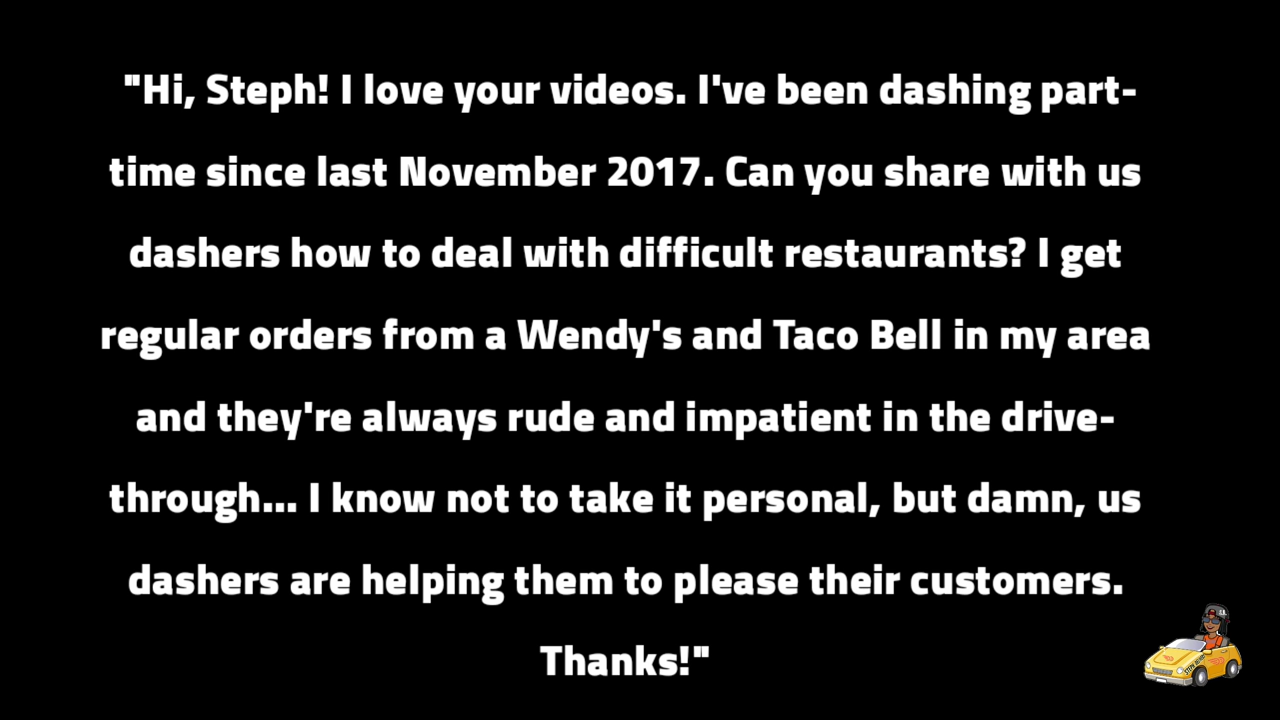 "Hi, Steph! I love your videos. I've been dashing part-
time since last November 2017. Can you share with us
dashers how to deal with difficult restaurants? I get
regular orders from a Wendy's and Taco Bell in my area
and they're always rude and impatient in the drive-
through... I know not to take it personal, but damn, us
dashers are helping them to please their customers.
Thanks!"